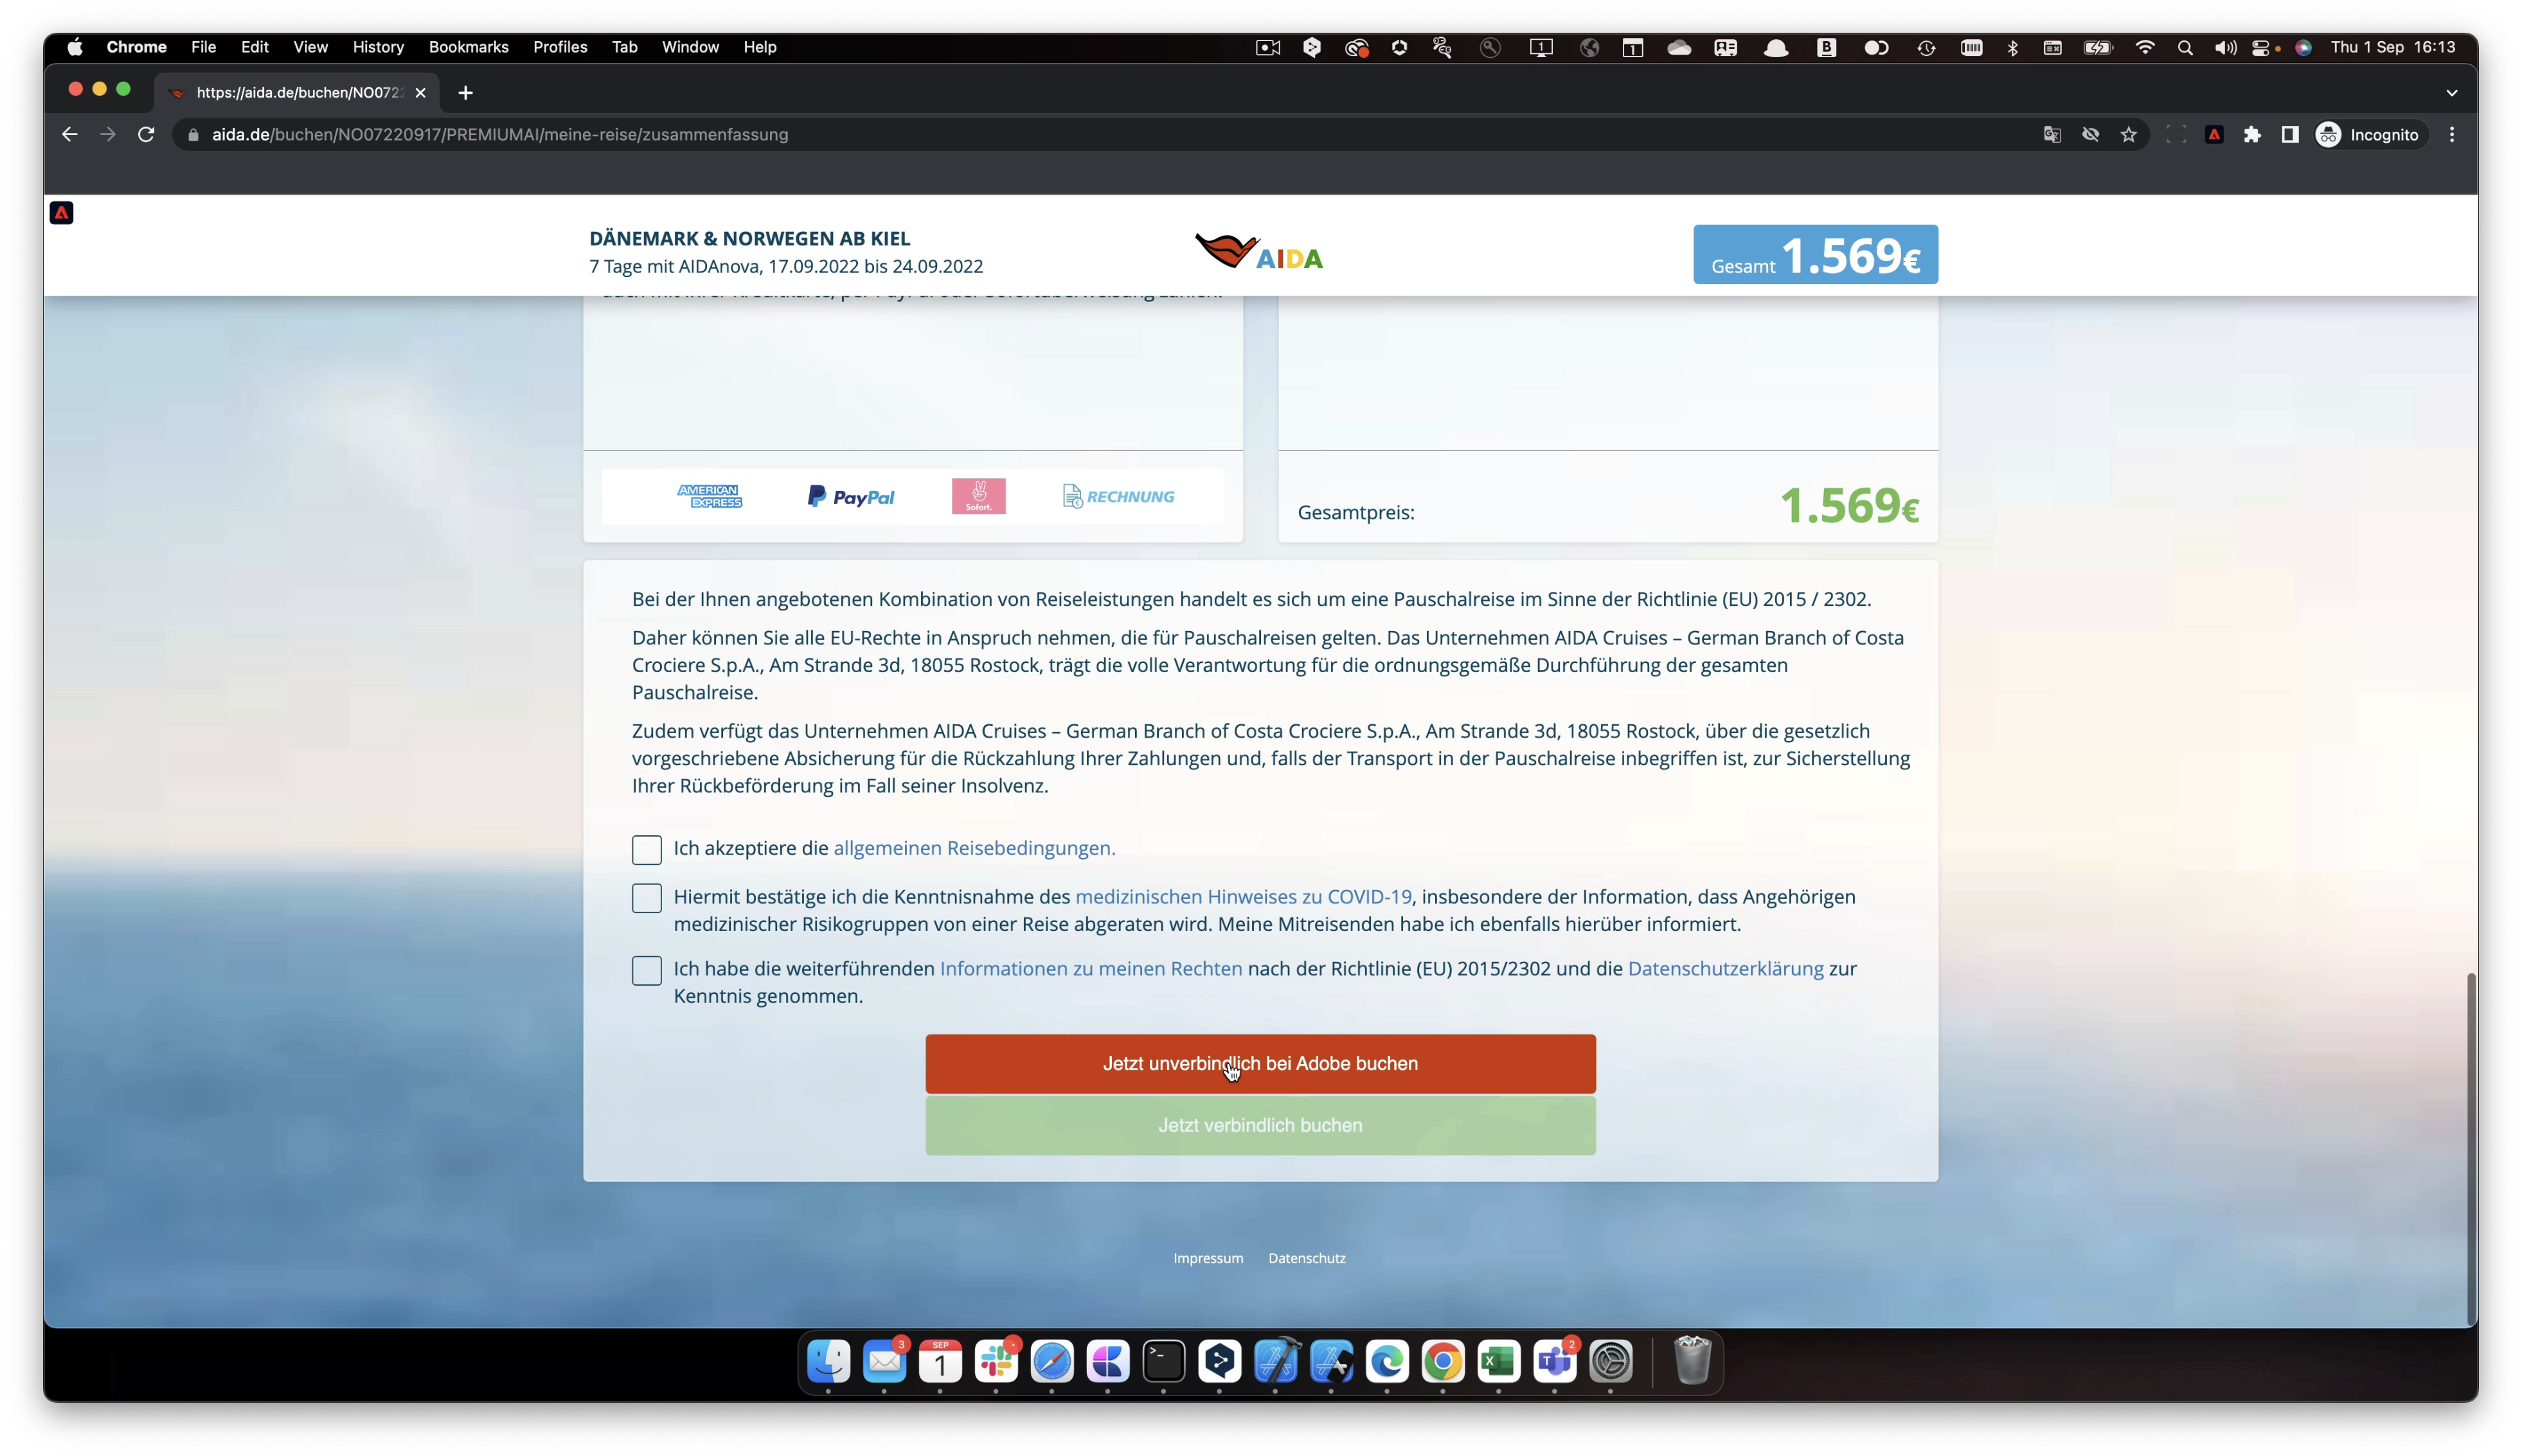 Chrome File Edit View History Bookmarks Profiles Tab Window Help
1
1
B
Thu 1 Sep 16:13
https://aida.de/buchen/NO0722
aida.de/buchen/NO07220917/PREMIUMAI/meine-reise/zusammenfassung
Incognito
DÄNEMARK & NORWEGEN AB KIEL
7 Tage mit AIDAnova, 17.09.2022 bis 24.09.2022
AIDA
Gesamt 1.569€
AMERICAN
EXPRESS
PayPal
Sofort.
RECHNUNG
Gesamtpreis:
1.569€
Bei der Ihnen angebotenen Kombination von Reiseleistungen handelt es sich um eine Pauschalreise im Sinne der Richtlinie (EU) 2015 / 2302.
Daher können Sie alle EU-Rechte in Anspruch nehmen, die für Pauschalreisen gelten. Das Unternehmen AIDA Cruises – German Branch of Costa
Crociere S.p.A., Am Strande 3d, 18055 Rostock, trägt die volle Verantwortung für die ordnungsgemäße Durchführung der gesamten
Pauschalreise.
Zudem verfügt das Unternehmen AIDA Cruises – German Branch of Costa Crociere S.p.A., Am Strande 3d, 18055 Rostock, über die gesetzlich
vorgeschriebene Absicherung für die Rückzahlung Ihrer Zahlungen und, falls der Transport in der Pauschalreise inbegriffen ist, zur Sicherstellung
Ihrer Rückbeförderung im Fall seiner Insolvenz.
Ich akzeptiere die allgemeinen Reisebedingungen.
Hiermit bestätige ich die Kenntnisnahme des medizinischen Hinweises zu COVID-19, insbesondere der Information, dass Angehörigen
medizinischer Risikogruppen von einer Reise abgeraten wird. Meine Mitreisenden habe ich ebenfalls hierüber informiert.
Ich habe die weiterführenden Informationen zu meinen Rechten nach der Richtlinie (EU) 2015/2302 und die Datenschutzerklärung zur
Kenntnis genommen.
Jetzt unverbindlich bei Adobe buchen
Jetzt verbindlich buchen
Impressum Datenschutz
3
SEP
1
2